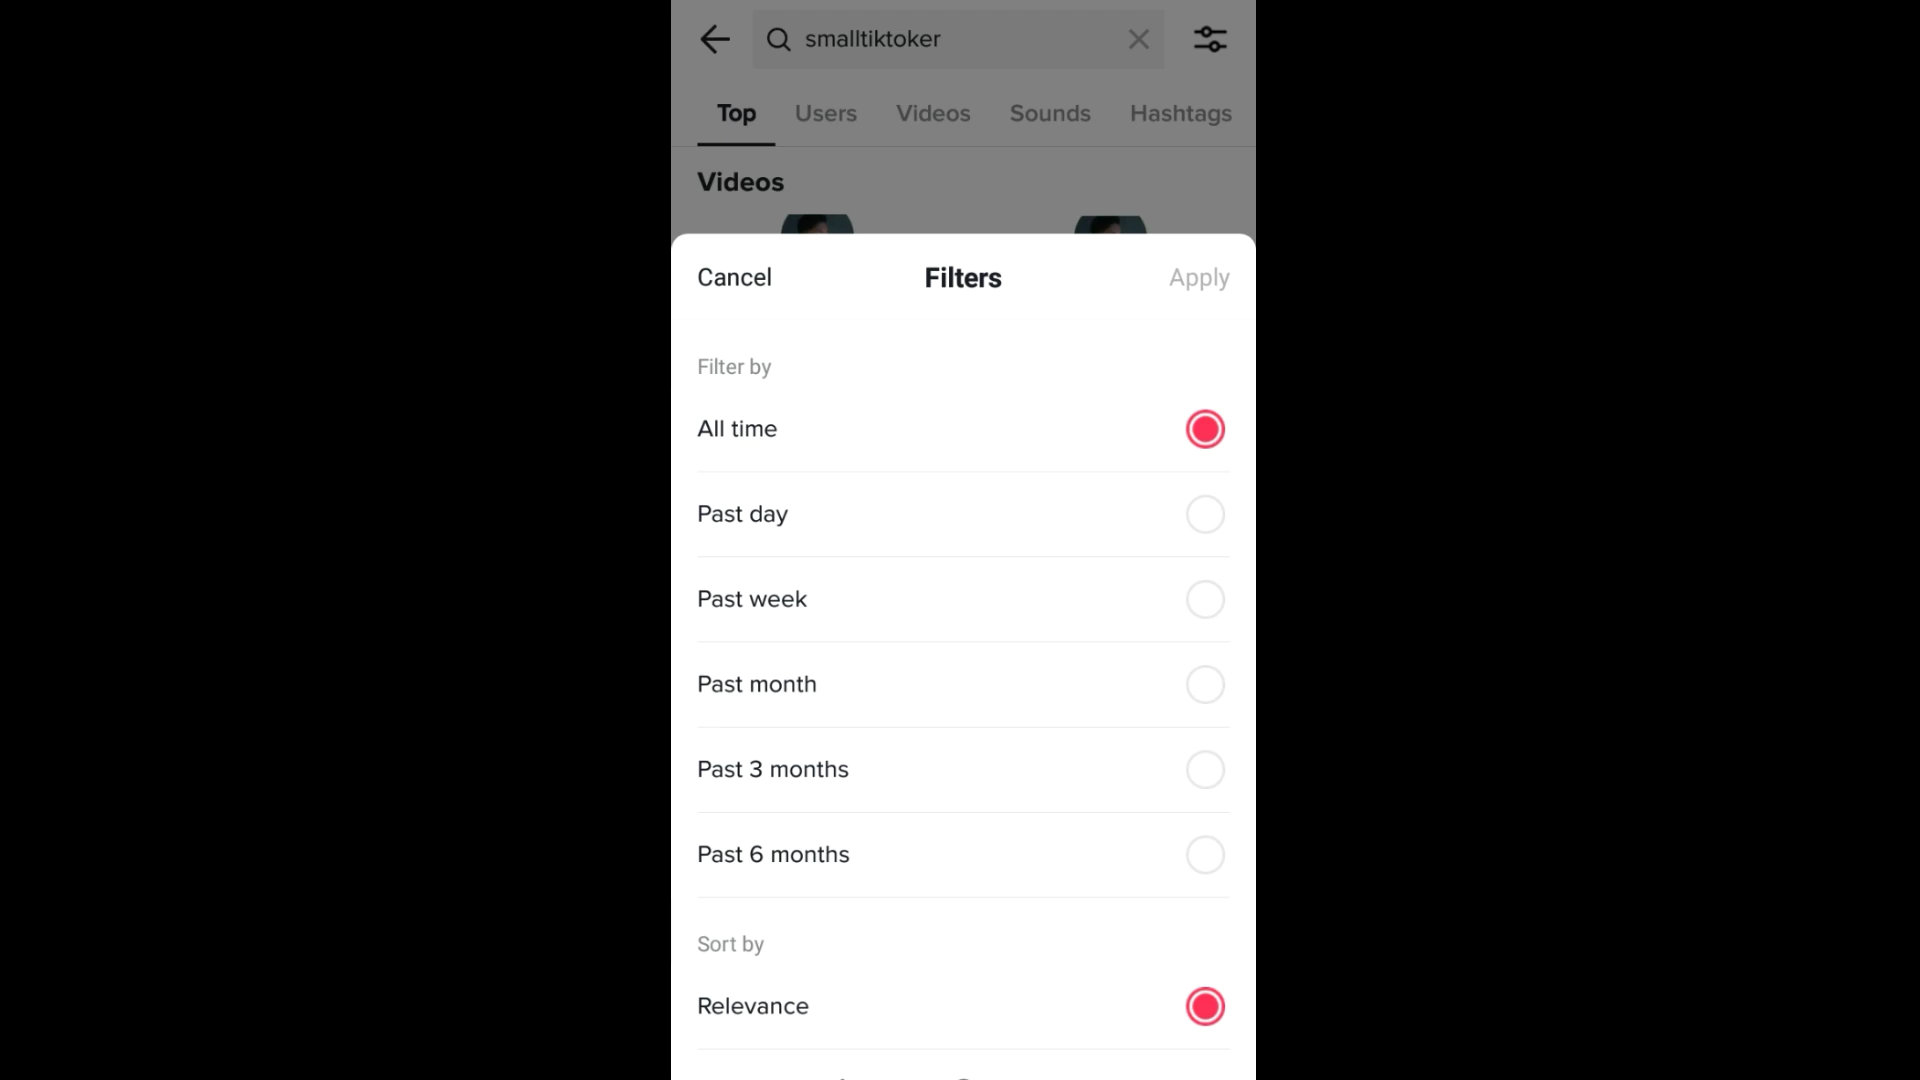 smalltiktoker
Top Users Videos Sounds Hashtags
Videos
Cancel Filters Apply
Filter by
All time
Past day
Past week
Past month
Past 3 months
Past 6 months
Sort by
Relevance